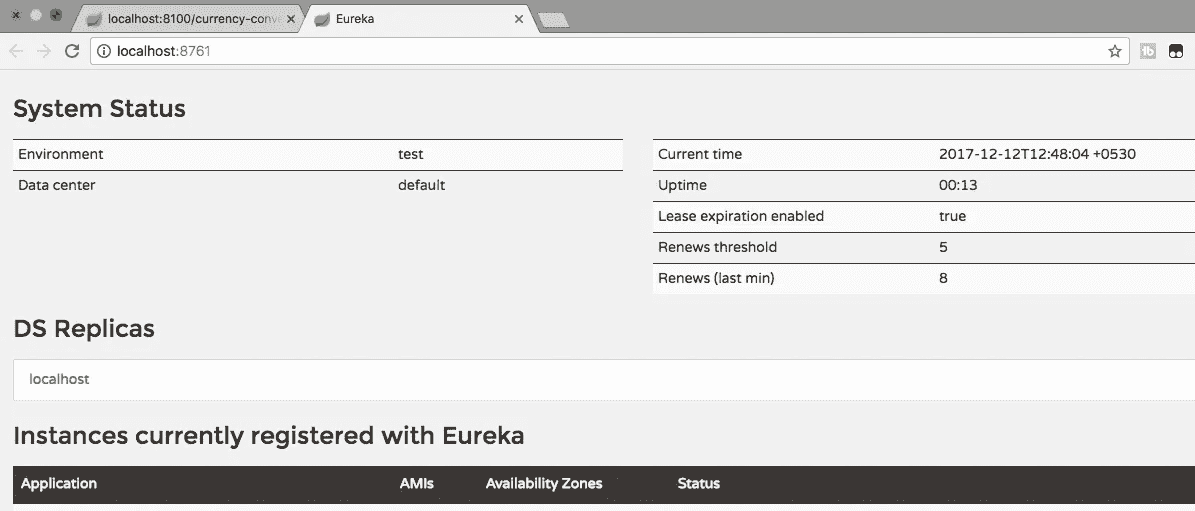 localhost:8100/currency-conv
Eureka
localhost:8761
System Status
Environment test
Data center default
Current time 2017-12-12T12:48:04 +0530
Uptime 00:13
Lease expiration enabled true
Renews threshold 5
Renews (last min) 8
DS Replicas
localhost
Instances currently registered with Eureka
Application AMIs Availability Zones Status